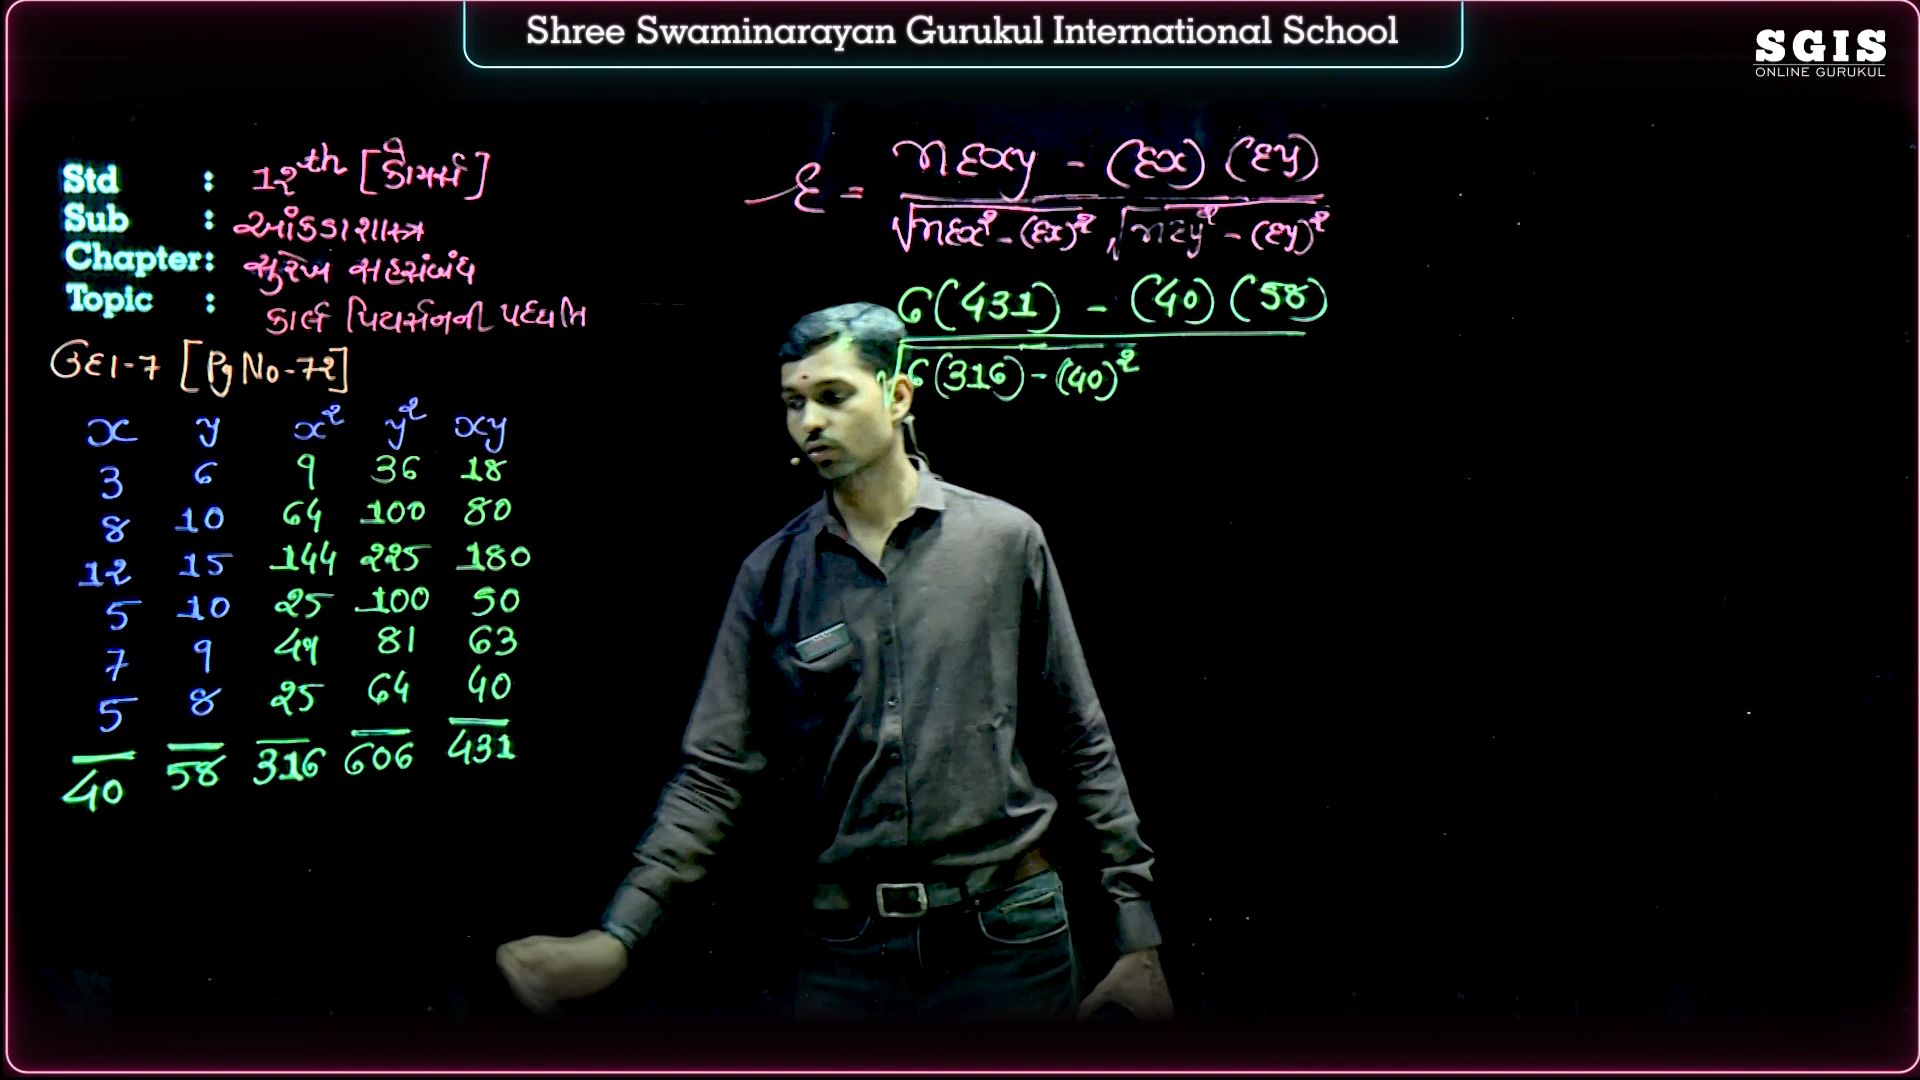 Shree Swaminarayan Gurukul International School
SGIS
ONLINE GURUKUL
Std : 12th [કોમર્સ]
Sub : આંકડાશાસ્ત્ર
Chapter: સુરેખ સહસંબંધ
Topic : કાર્લ પિયર્સનની પદ્ધતિ
ઉદા-7 [Pg No-72]
x y x² y² xy
3 6 9 36 18
8 10 64 100 80
12 15 144 225 180
5 10 25 100 50
7 9 49 81 63
5 8 25 64 40
40 58 316 606 431
r = nΣxy - (Σx) (Σy)
√nΣx² - (Σx)² √nΣy² - (Σy)²
6(431) - (40) (58)
√6(316) - (40)²